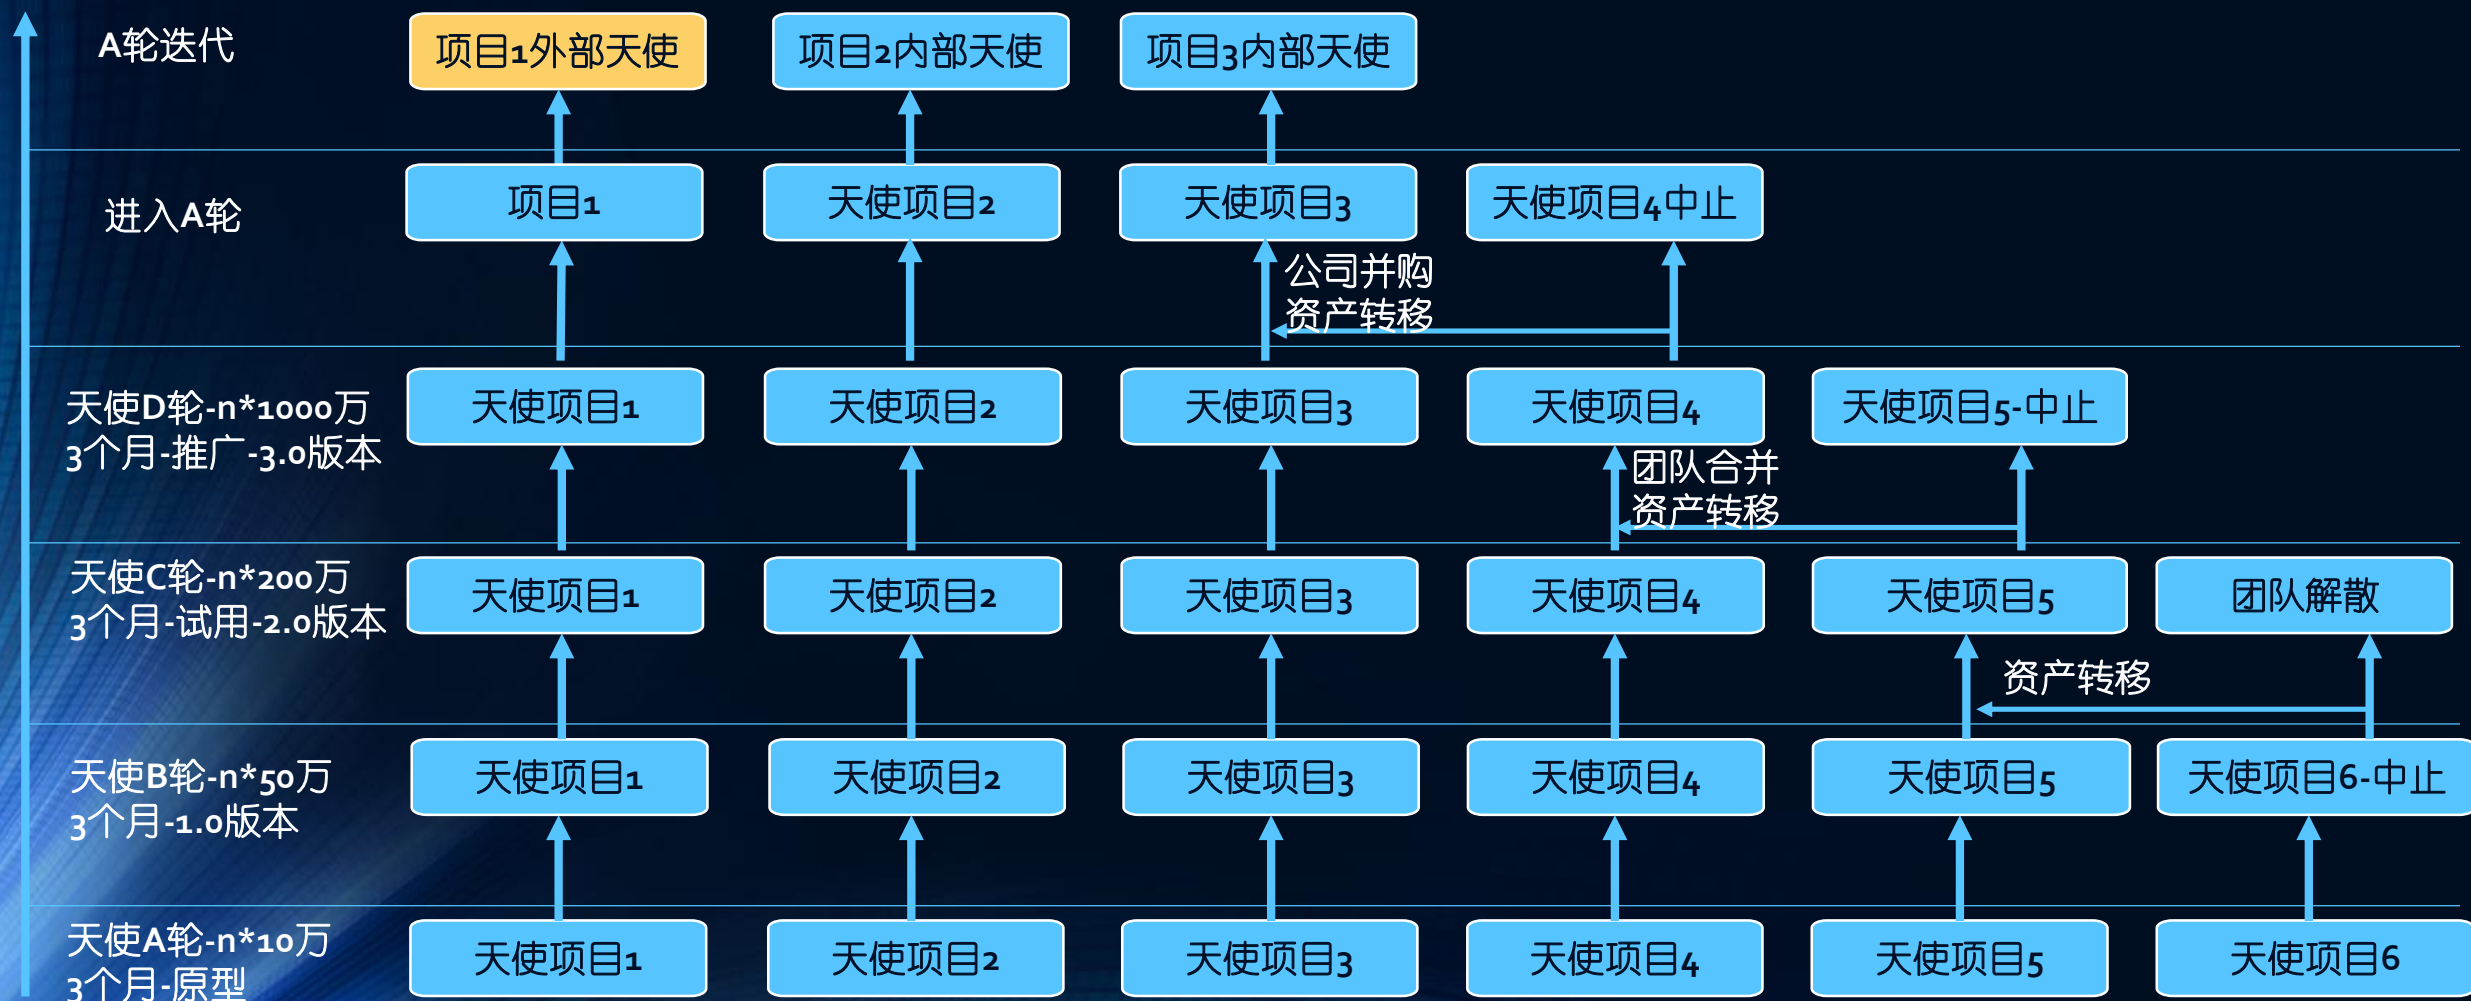 A轮迭代
项目1外部天使
项目2内部天使
项目3内部天使
进入A轮
项目1
天使项目2
天使项目3
天使项目4中止
公司并购
资产转移
天使D轮-n*1000万
3个月-推广-3.0版本
天使项目1
天使项目2
天使项目3
天使项目4
天使项目5-中止
团队合并
资产转移
天使C轮-n*200万
3个月-试用-2.0版本
天使项目1
天使项目2
天使项目3
天使项目4
天使项目5
团队解散
资产转移
天使B轮-n*50万
3个月-1.0版本
天使项目1
天使项目2
天使项目3
天使项目4
天使项目5
天使项目6-中止
天使A轮-n*10万
3个月-原型
天使项目1
天使项目2
天使项目3
天使项目4
天使项目5
天使项目6